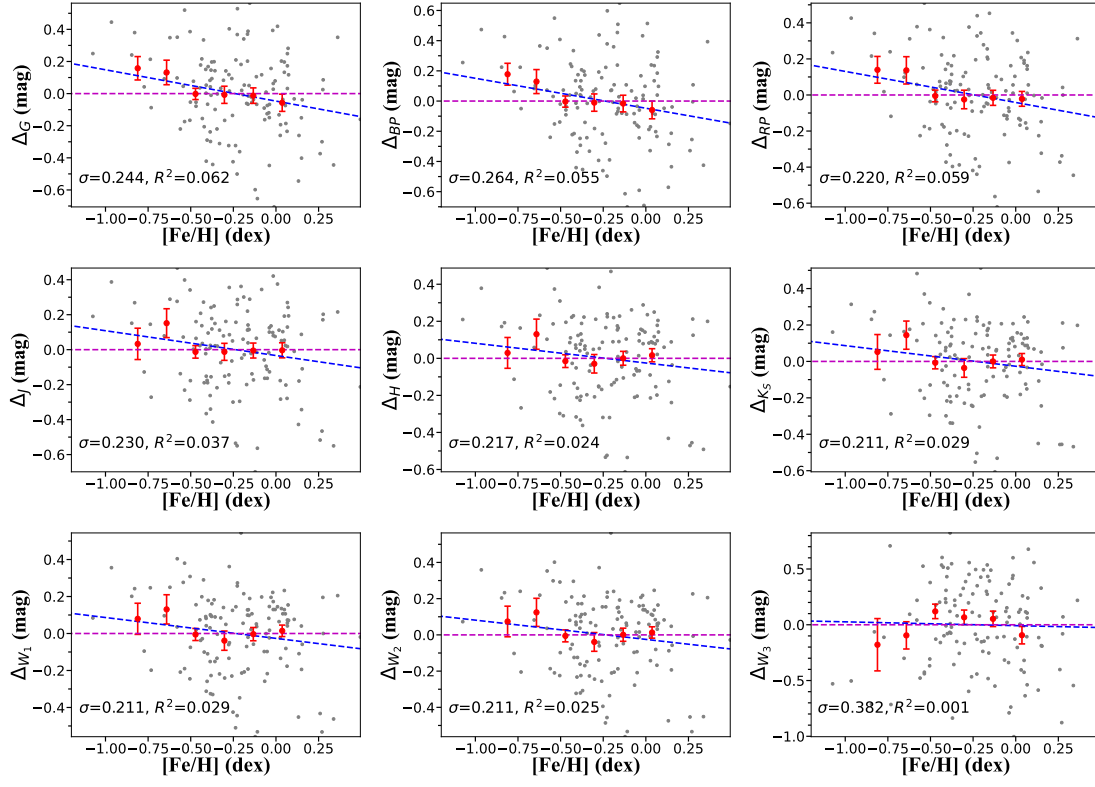 0.4
0.2
0.0
−0.2
−0.4
−0.6
Δ_G (mag)
σ=0.244, R²=0.062
−1.00 −0.75 −0.50 −0.25 0.00 0.25
[Fe/H] (dex)
0.6
0.4
0.2
0.0
−0.2
−0.4
−0.6
Δ_BP (mag)
σ=0.264, R²=0.055
−1.00 −0.75 −0.50 −0.25 0.00 0.25
[Fe/H] (dex)
0.4
0.2
0.0
−0.2
−0.4
−0.6
Δ_RP (mag)
σ=0.220, R²=0.059
−1.00 −0.75 −0.50 −0.25 0.00 0.25
[Fe/H] (dex)
0.4
0.2
0.0
−0.2
−0.4
Δ_J (mag)
σ=0.230, R²=0.037
−1.00 −0.75 −0.50 −0.25 0.00 0.25
[Fe/H] (dex)
0.4
0.2
0.0
−0.2
−0.4
−0.6
Δ_H (mag)
σ=0.217, R²=0.024
−1.00 −0.75 −0.50 −0.25 0.00 0.25
[Fe/H] (dex)
0.4
0.2
0.0
−0.2
−0.4
−0.6
Δ_K_S (mag)
σ=0.211, R²=0.029
−1.00 −0.75 −0.50 −0.25 0.00 0.25
[Fe/H] (dex)
0.4
0.2
0.0
−0.2
−0.4
Δ_W_1 (mag)
σ=0.211, R²=0.029
−1.00 −0.75 −0.50 −0.25 0.00 0.25
[Fe/H] (dex)
0.4
0.2
0.0
−0.2
−0.4
Δ_W_2 (mag)
σ=0.211, R²=0.025
−1.00 −0.75 −0.50 −0.25 0.00 0.25
[Fe/H] (dex)
0.5
0.0
−0.5
−1.0
Δ_W_3 (mag)
σ=0.382, R²=0.001
−1.00 −0.75 −0.50 −0.25 0.00 0.25
[Fe/H] (dex)